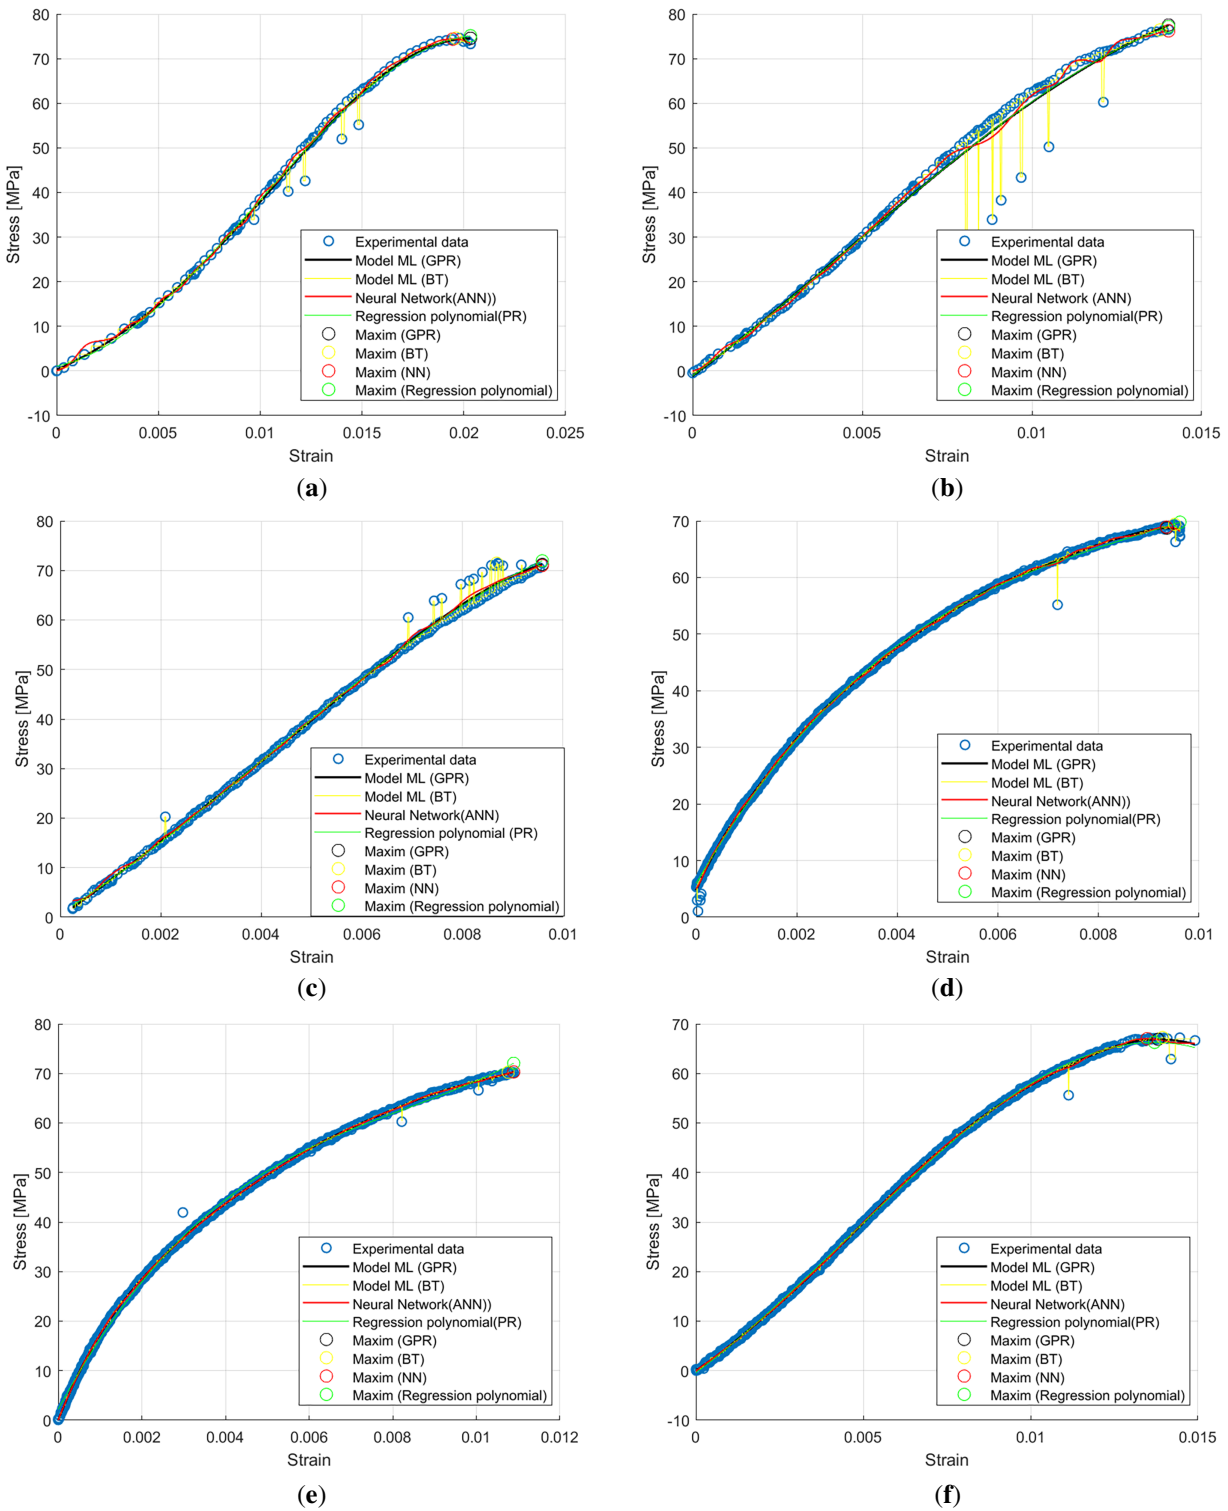 80
70
60
50
40
30
20
10
0
-10
Stress [MPa]
Experimental data
Model ML (GPR)
Model ML (BT)
Neural Network(ANN))
Regression polynomial(PR)
Maxim (GPR)
Maxim (BT)
Maxim (NN)
Maxim (Regression polynomial)
0 0.005 0.01 0.015 0.02 0.025
Strain
(a)
80
70
60
50
40
30
20
10
0
-10
Stress [MPa]
Experimental data
Model ML (GPR)
Model ML (BT)
Neural Network (ANN)
Regression polynomial(PR)
Maxim (GPR)
Maxim (BT)
Maxim (NN)
Maxim (Regression polynomial)
0 0.005 0.01 0.015
Strain
(b)
80
70
60
50
40
30
20
10
0
Stress [MPa]
Experimental data
Model ML (GPR)
Model ML (BT)
Neural Network(ANN)
Regression polynomial (PR)
Maxim (GPR)
Maxim (BT)
Maxim (NN)
Maxim (Regression polynomial)
0 0.002 0.004 0.006 0.008 0.01
Strain
(c)
70
60
50
40
30
20
10
0
Stress [MPa]
Experimental data
Model ML (GPR)
Model ML (BT)
Neural Network(ANN))
Regression polynomial(PR)
Maxim (GPR)
Maxim (BT)
Maxim (NN)
Maxim (Regression polynomial)
0 0.002 0.004 0.006 0.008 0.01
Strain
(d)
80
70
60
50
40
30
20
10
0
Stress [MPa]
Experimental data
Model ML (GPR)
Model ML (BT)
Neural Network(ANN))
Regression polynomial(PR)
Maxim (GPR)
Maxim (BT)
Maxim (NN)
Maxim (Regression polynomial)
0 0.002 0.004 0.006 0.008 0.01 0.012
Strain
(e)
70
60
50
40
30
20
10
0
-10
Stress [MPa]
Experimental data
Model ML (GPR)
Model ML (BT)
Neural Network(ANN)
Regression polynomial(PR)
Maxim (GPR)
Maxim (BT)
Maxim (NN)
Maxim (Regression polynomial)
0 0.005 0.01 0.015
Strain
(f)